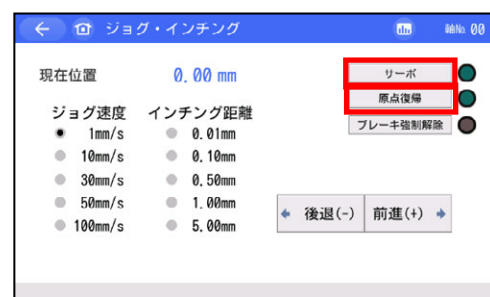 ジョグ・インチング 軸No. 00
現在位置 0.00 mm サーボ
原点復帰
ジョグ速度 インチング距離 ブレーキ強制解除
1mm/s 0.01mm
10mm/s 0.10mm
30mm/s 0.50mm
50mm/s 1.00mm
100mm/s 5.00mm
後退(-) 前進(+)